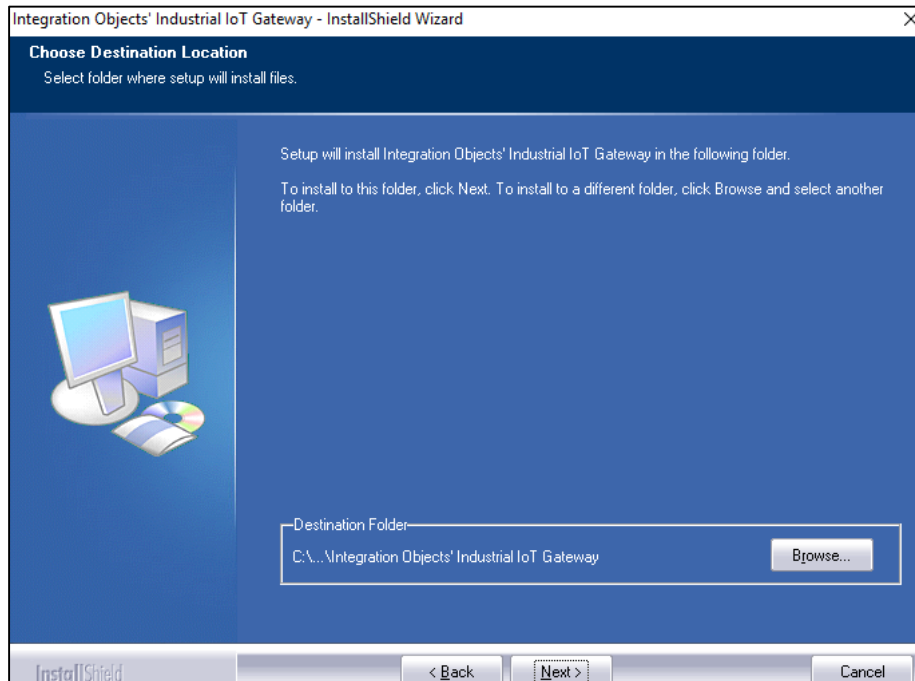 Integration Objects' Industrial IoT Gateway - InstallShield Wizard
Choose Destination Location
Select folder where setup will install files.
Setup will install Integration Objects' Industrial IoT Gateway in the following folder.
To install to this folder, click Next. To install to a different folder, click Browse and select another
folder.
Destination Folder
C:\...\Integration Objects' Industrial IoT Gateway
Browse...
InstallShield
< Back
Next >
Cancel